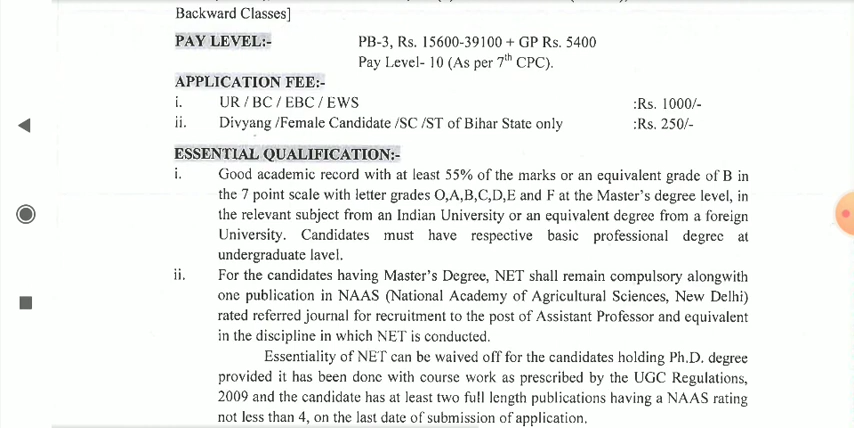 Backward Classes]
PAY LEVEL:- PB-3, Rs. 15600-39100 + GP Rs. 5400
Pay Level- 10 (As per 7th CPC).
APPLICATION FEE:-
i. UR / BC / EBC / EWS :Rs. 1000/-
ii. Divyang /Female Candidate /SC /ST of Bihar State only :Rs. 250/-
ESSENTIAL QUALIFICATION:-
i. Good academic record with at least 55% of the marks or an equivalent grade of B in
the 7 point scale with letter grades O,A,B,C,D,E and F at the Master's degree level, in
the relevant subject from an Indian University or an equivalent degree from a foreign
University. Candidates must have respective basic professional degree at
undergraduate lavel.
ii. For the candidates having Master's Degree, NET shall remain compulsory alongwith
one publication in NAAS (National Academy of Agricultural Sciences, New Delhi)
rated referred journal for recruitment to the post of Assistant Professor and equivalent
in the discipline in which NET is conducted.
Essentiality of NET can be waived off for the candidates holding Ph.D. degree
provided it has been done with course work as prescribed by the UGC Regulations,
2009 and the candidate has at least two full length publications having a NAAS rating
not less than 4, on the last date of submission of application.